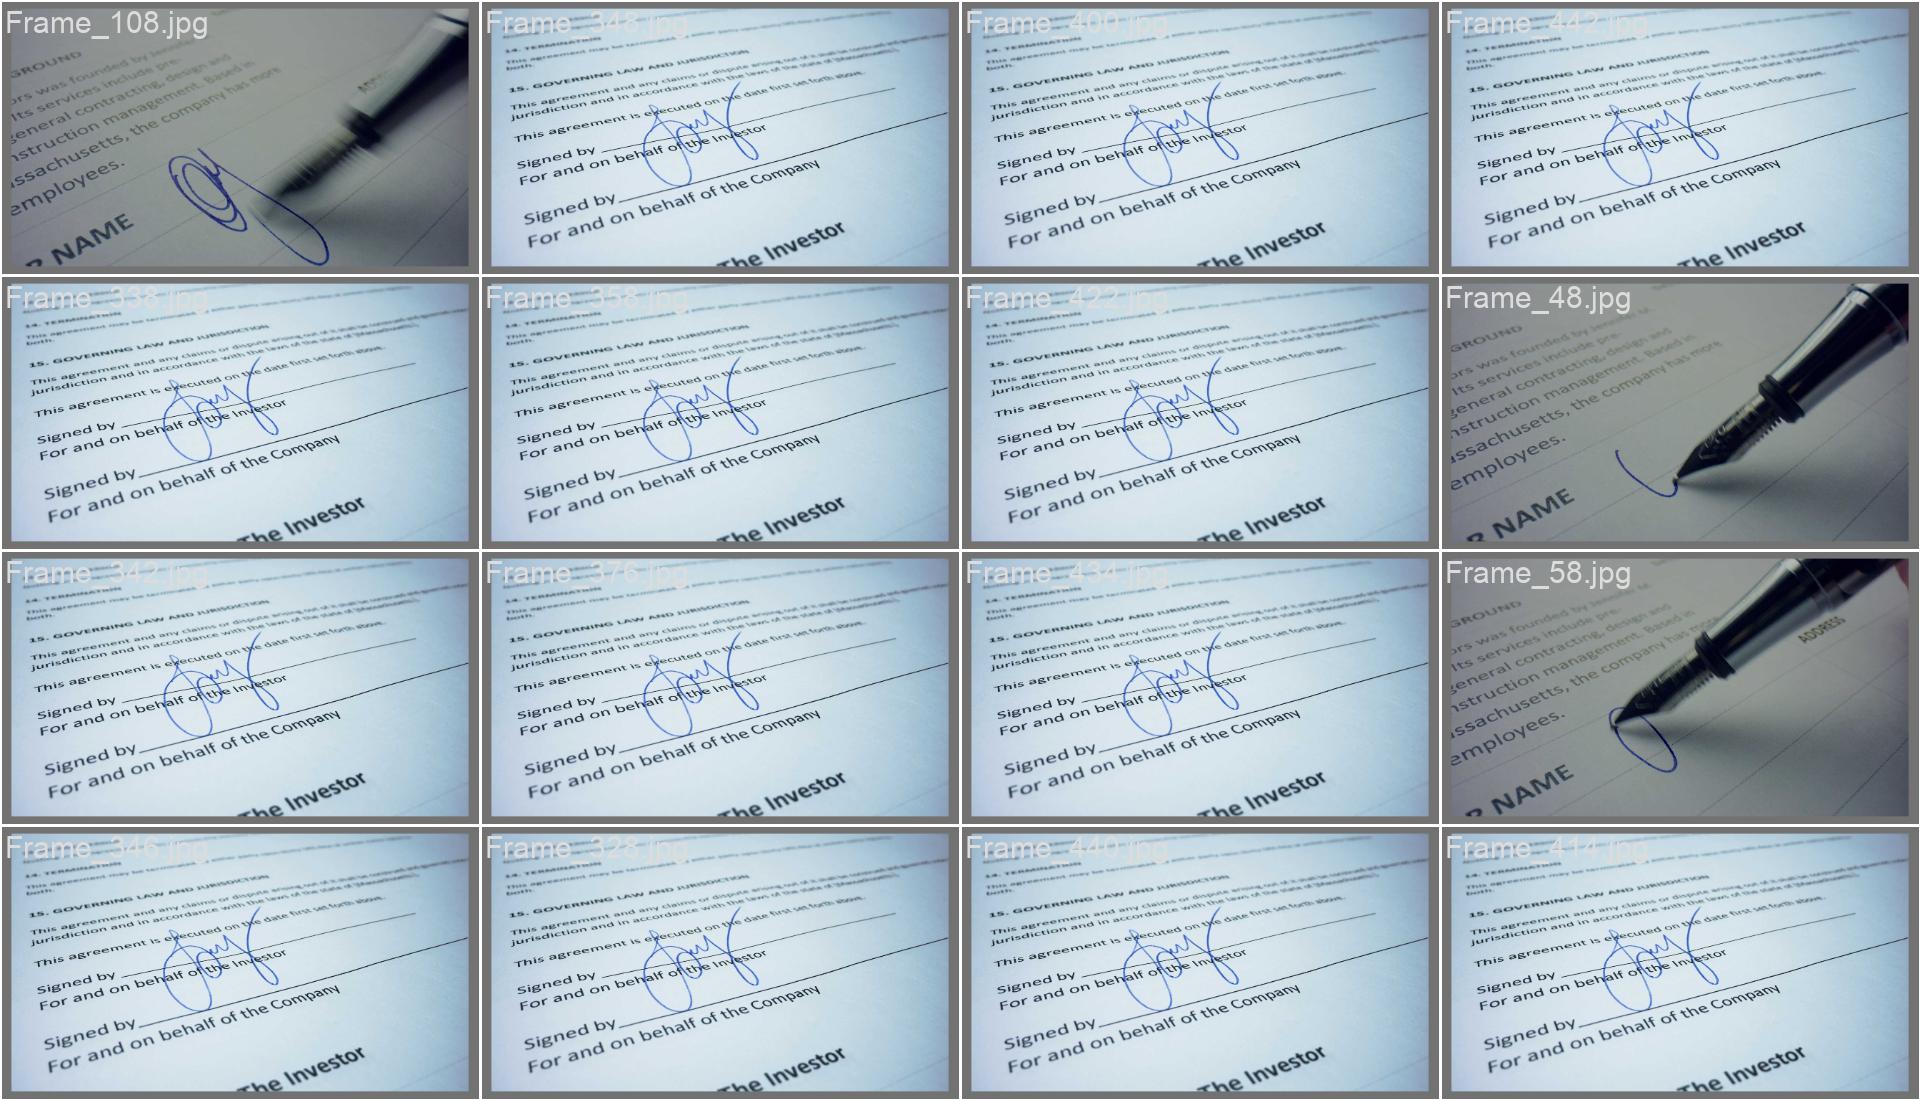 Frame_108.jpg
GROUND
ors was founded by Jennifer
Its services include pre-
general contracting, design and
nstruction management. Based in
ssachusetts, the company has more
employees.
R NAME
Frame_348.jpg
14. TERMINATION
This agreement may be terminated
both.
15. GOVERNING LAW AND JURISDICTION
This agreement and any claims or dispute arising out of it shall be construed and
jurisdiction and in accordance with the laws of the state of [Massachusetts].
This agreement is executed on the date first set forth above.
Signed by
For and on behalf of the Investor
Signed by
For and on behalf of the Company
The Investor
Frame_400.jpg
14. TERMINATION
This agreement may be terminated
both.
15. GOVERNING LAW AND JURISDICTION
This agreement and any claims or dispute arising out of it shall be construed and
jurisdiction and in accordance with the laws of the state of [Massachusetts].
This agreement is executed on the date first set forth above.
Signed by
For and on behalf of the Investor
Signed by
For and on behalf of the Company
The Investor
Frame_442.jpg
14. TERMINATION
This agreement may be terminated
both.
15. GOVERNING LAW AND JURISDICTION
This agreement and any claims or dispute arising out of it shall be construed and
jurisdiction and in accordance with the laws of the state of [Massachusetts].
This agreement is executed on the date first set forth above.
Signed by
For and on behalf of the Investor
Signed by
For and on behalf of the Company
The Investor
Frame_338.jpg
14. TERMINATION
This agreement may be terminated
both.
15. GOVERNING LAW AND JURISDICTION
This agreement and any claims or dispute arising out of it shall be construed and
jurisdiction and in accordance with the laws of the state of [Massachusetts].
This agreement is executed on the date first set forth above.
Signed by
For and on behalf of the Investor
Signed by
For and on behalf of the Company
The Investor
Frame_358.jpg
14. TERMINATION
This agreement may be terminated
both.
15. GOVERNING LAW AND JURISDICTION
This agreement and any claims or dispute arising out of it shall be construed and
jurisdiction and in accordance with the laws of the state of [Massachusetts].
This agreement is executed on the date first set forth above.
Signed by
For and on behalf of the Investor
Signed by
For and on behalf of the Company
The Investor
Frame_422.jpg
14. TERMINATION
This agreement may be terminated
both.
15. GOVERNING LAW AND JURISDICTION
This agreement and any claims or dispute arising out of it shall be construed and
jurisdiction and in accordance with the laws of the state of [Massachusetts].
This agreement is executed on the date first set forth above.
Signed by
For and on behalf of the Investor
Signed by
For and on behalf of the Company
The Investor
Frame_48.jpg
GROUND
ors was founded by Jennifer M.
Its services include pre-
general contracting, design and
nstruction management. Based in
ssachusetts, the company has more
employees.
R NAME
Frame_342.jpg
14. TERMINATION
This agreement may be terminated
both.
15. GOVERNING LAW AND JURISDICTION
This agreement and any claims or dispute arising out of it shall be construed and
jurisdiction and in accordance with the laws of the state of [Massachusetts].
This agreement is executed on the date first set forth above.
Signed by
For and on behalf of the Investor
Signed by
For and on behalf of the Company
The Investor
Frame_376.jpg
14. TERMINATION
This agreement may be terminated
both.
15. GOVERNING LAW AND JURISDICTION
This agreement and any claims or dispute arising out of it shall be construed and
jurisdiction and in accordance with the laws of the state of [Massachusetts].
This agreement is executed on the date first set forth above.
Signed by
For and on behalf of the Investor
Signed by
For and on behalf of the Company
The Investor
Frame_434.jpg
14. TERMINATION
This agreement may be terminated
both.
15. GOVERNING LAW AND JURISDICTION
This agreement and any claims or dispute arising out of it shall be construed and
jurisdiction and in accordance with the laws of the state of [Massachusetts].
This agreement is executed on the date first set forth above.
Signed by
For and on behalf of the Investor
Signed by
For and on behalf of the Company
The Investor
Frame_58.jpg
GROUND
rs was founded by Jennifer M.
Its services include pre-
general contracting, design and
nstruction management. Based in
ssachusetts, the company has more
employees.
ADDRESS
R NAME
Frame_346.jpg
14. TERMINATION
This agreement may be terminated
both.
15. GOVERNING LAW AND JURISDICTION
This agreement and any claims or dispute arising out of it shall be construed and
jurisdiction and in accordance with the laws of the state of [Massachusetts].
This agreement is executed on the date first set forth above.
Signed by
For and on behalf of the Investor
Signed by
For and on behalf of the Company
The Investor
Frame_328.jpg
14. TERMINATION
This agreement may be terminated
both.
15. GOVERNING LAW AND JURISDICTION
This agreement and any claims or dispute arising out of it shall be construed and
jurisdiction and in accordance with the laws of the state of [Massachusetts].
This agreement is executed on the date first set forth above.
Signed by
For and on behalf of the Investor
Signed by
For and on behalf of the Company
The Investor
Frame_440.jpg
14. TERMINATION
This agreement may be terminated
both.
15. GOVERNING LAW AND JURISDICTION
This agreement and any claims or dispute arising out of it shall be construed and
jurisdiction and in accordance with the laws of the state of [Massachusetts].
This agreement is executed on the date first set forth above.
Signed by
For and on behalf of the Investor
Signed by
For and on behalf of the Company
The Investor
Frame_414.jpg
14. TERMINATION
This agreement may be terminated
both.
15. GOVERNING LAW AND JURISDICTION
This agreement and any claims or dispute arising out of it shall be construed and
jurisdiction and in accordance with the laws of the state of [Massachusetts].
This agreement is executed on the date first set forth above.
Signed by
For and on behalf of the Investor
Signed by
For and on behalf of the Company
The Investor